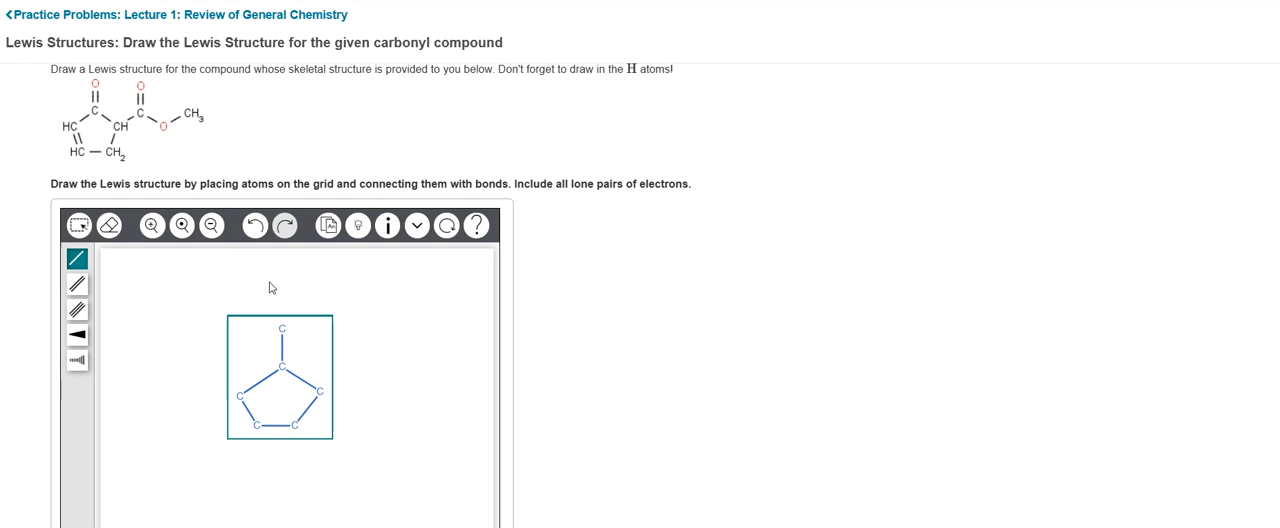 <Practice Problems: Lecture 1: Review of General Chemistry
Lewis Structures: Draw the Lewis Structure for the given carbonyl compound
Draw a Lewis structure for the compound whose skeletal structure is provided to you below. Don't forget to draw in the H atoms!
O O
C C CH3
HC CH O
HC CH2
Draw the Lewis structure by placing atoms on the grid and connecting them with bonds. Include all lone pairs of electrons.
An i ?
C
C
C C
C C